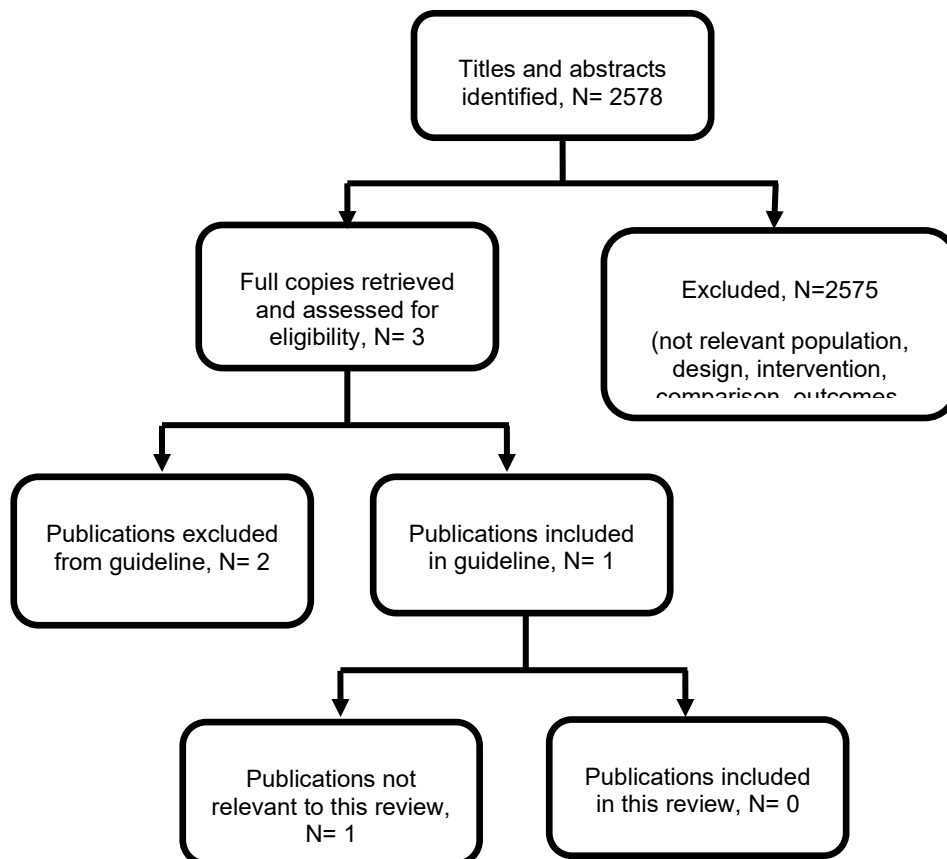 Titles and abstracts
identified, N= 2578
Full copies retrieved
and assessed for
eligibility, N= 3
Excluded, N=2575
(not relevant population,
design, intervention,
comparison, outcomes,
Publications excluded
from guideline, N= 2
Publications included
in guideline, N= 1
Publications not
relevant to this review,
N= 1
Publications included
in this review, N= 0